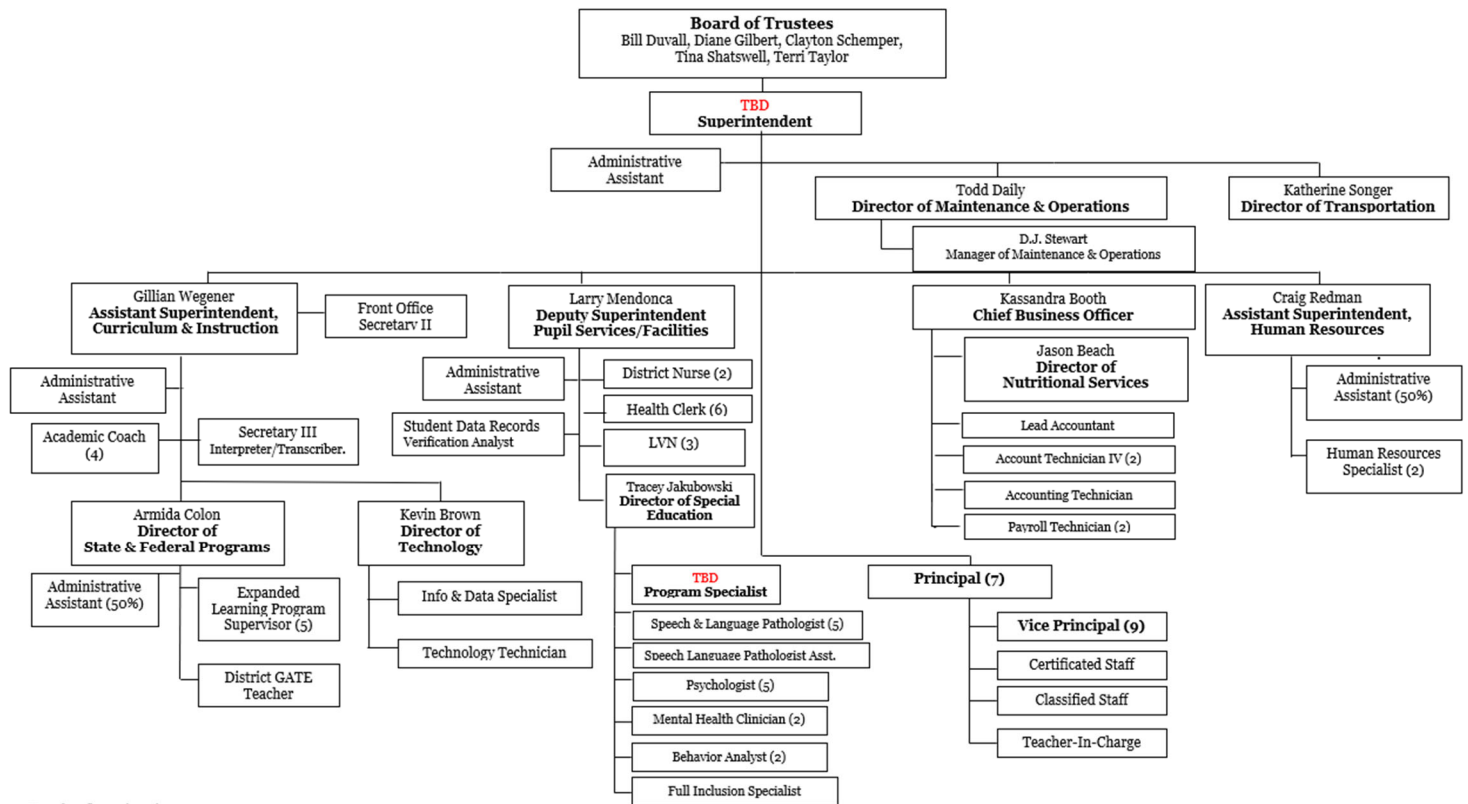 Board of Trustees
Bill Duvall, Diane Gilbert, Clayton Schemper,
Tina Shatswell, Terri Taylor
TBD
Superintendent
Administrative
Assistant
Todd Daily
Director of Maintenance & Operations
Katherine Songer
Director of Transportation
D.J. Stewart
Manager of Maintenance & Operations
Gillian Wegener
Assistant Superintendent,
Curriculum & Instruction
Front Office
Secretary II
Larry Mendonca
Deputy Superintendent
Pupil Services/Facilities
Kassandra Booth
Chief Business Officer
Craig Redman
Assistant Superintendent,
Human Resources
Administrative
Assistant
Academic Coach
(4)
Secretary III
Interpreter/Transcriber.
Administrative
Assistant
Student Data Records
Verification Analyst
District Nurse (2)
Health Clerk (6)
LVN (3)
Tracey Jakubowski
Director of Special
Education
Jason Beach
Director of
Nutritional Services
Lead Accountant
Account Technician IV (2)
Accounting Technician
Payroll Technician (2)
Administrative
Assistant (50%)
Human Resources
Specialist (2)
Armida Colon
Director of
State & Federal Programs
Kevin Brown
Director of
Technology
Administrative
Assistant (50%)
Expanded
Learning Program
Supervisor (5)
District GATE
Teacher
Info & Data Specialist
Technology Technician
TBD
Program Specialist
Speech & Language Pathologist (5)
Speech Language Pathologist Asst.
Psychologist (5)
Mental Health Clinician (2)
Behavior Analyst (2)
Full Inclusion Specialist
Principal (7)
Vice Principal (9)
Certificated Staff
Classified Staff
Teacher-In-Charge